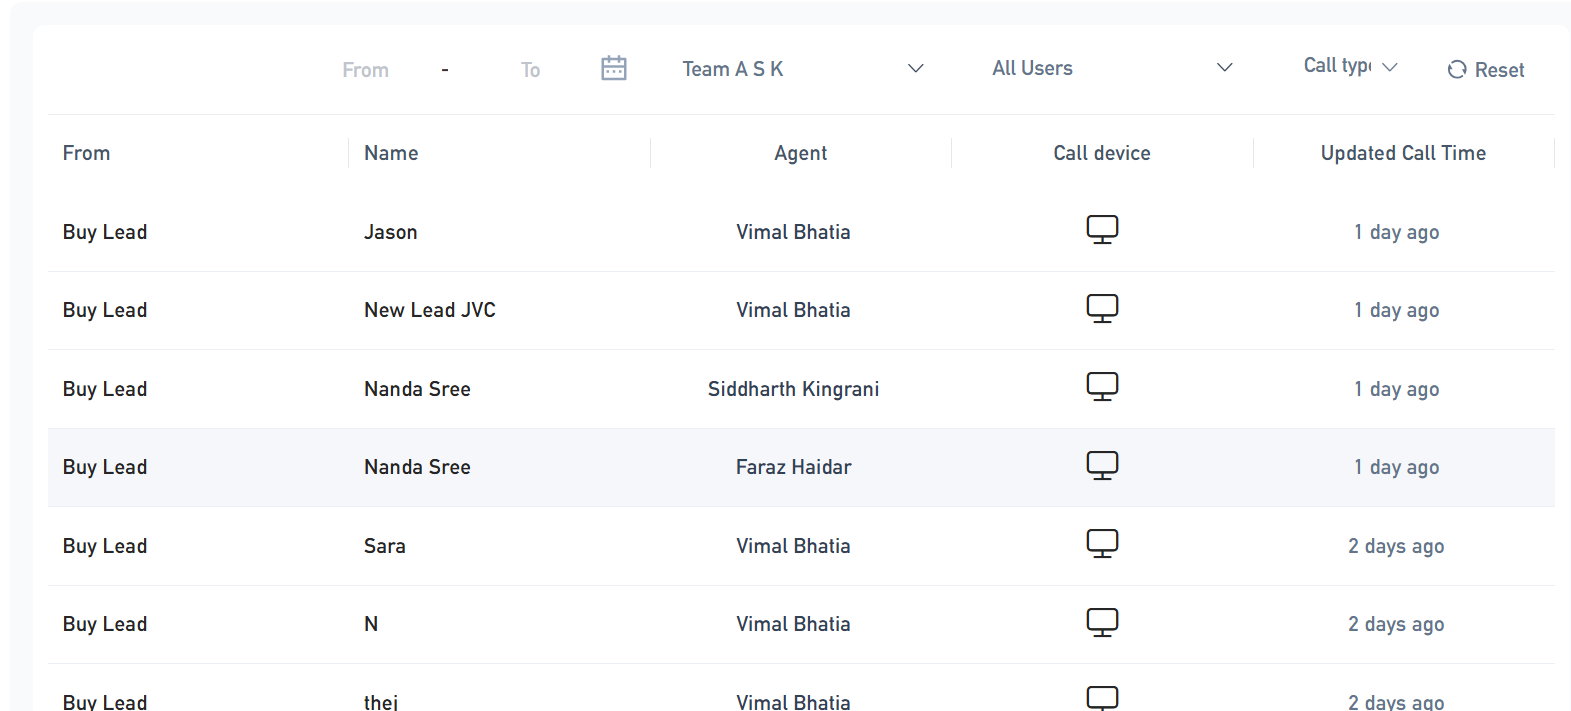 From - To Team A S K All Users Call type Reset
From Name Agent Call device Updated Call Time
Buy Lead Jason Vimal Bhatia 1 day ago
Buy Lead New Lead JVC Vimal Bhatia 1 day ago
Buy Lead Nanda Sree Siddharth Kingrani 1 day ago
Buy Lead Nanda Sree Faraz Haidar 1 day ago
Buy Lead Sara Vimal Bhatia 2 days ago
Buy Lead N Vimal Bhatia 2 days ago
Buy Lead thej Vimal Bhatia 2 days ago